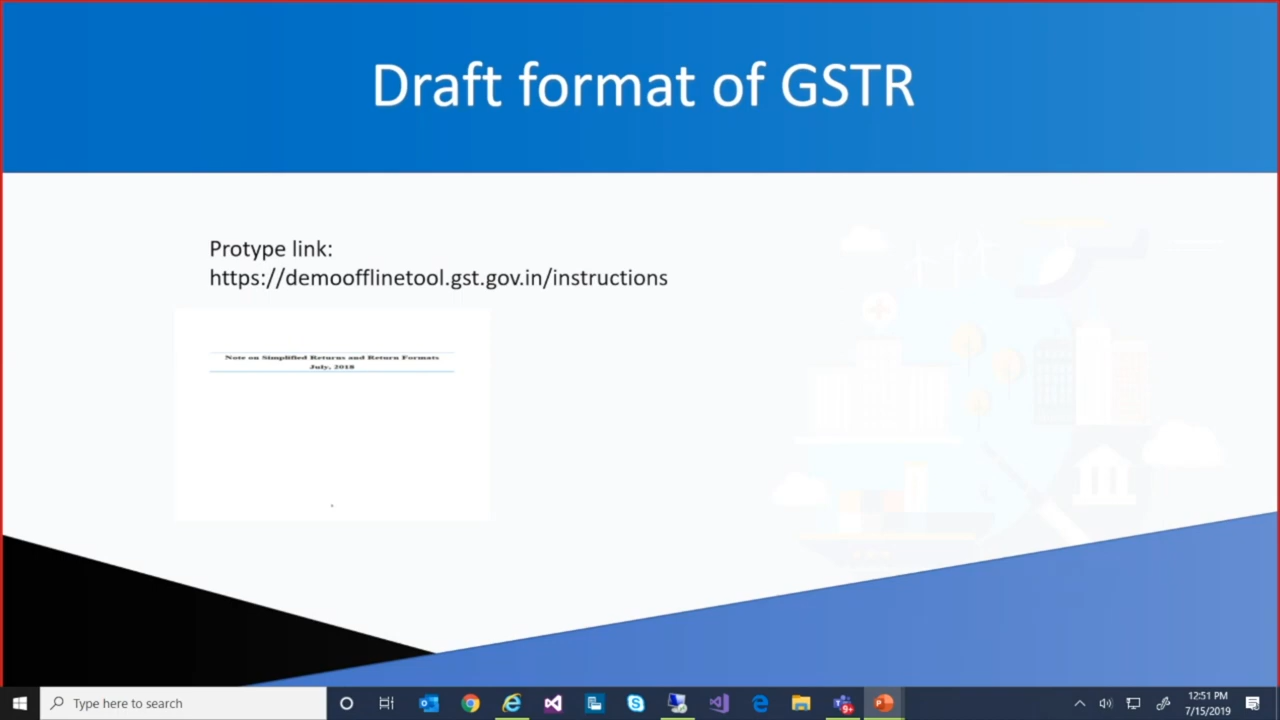 Draft format of GSTR
Protype link:
https://demoofflinetool.gst.gov.in/instructions
Note on Simplified Returns and Return Formats
July, 2018
Type here to search
9+
12:51 PM
7/15/2019